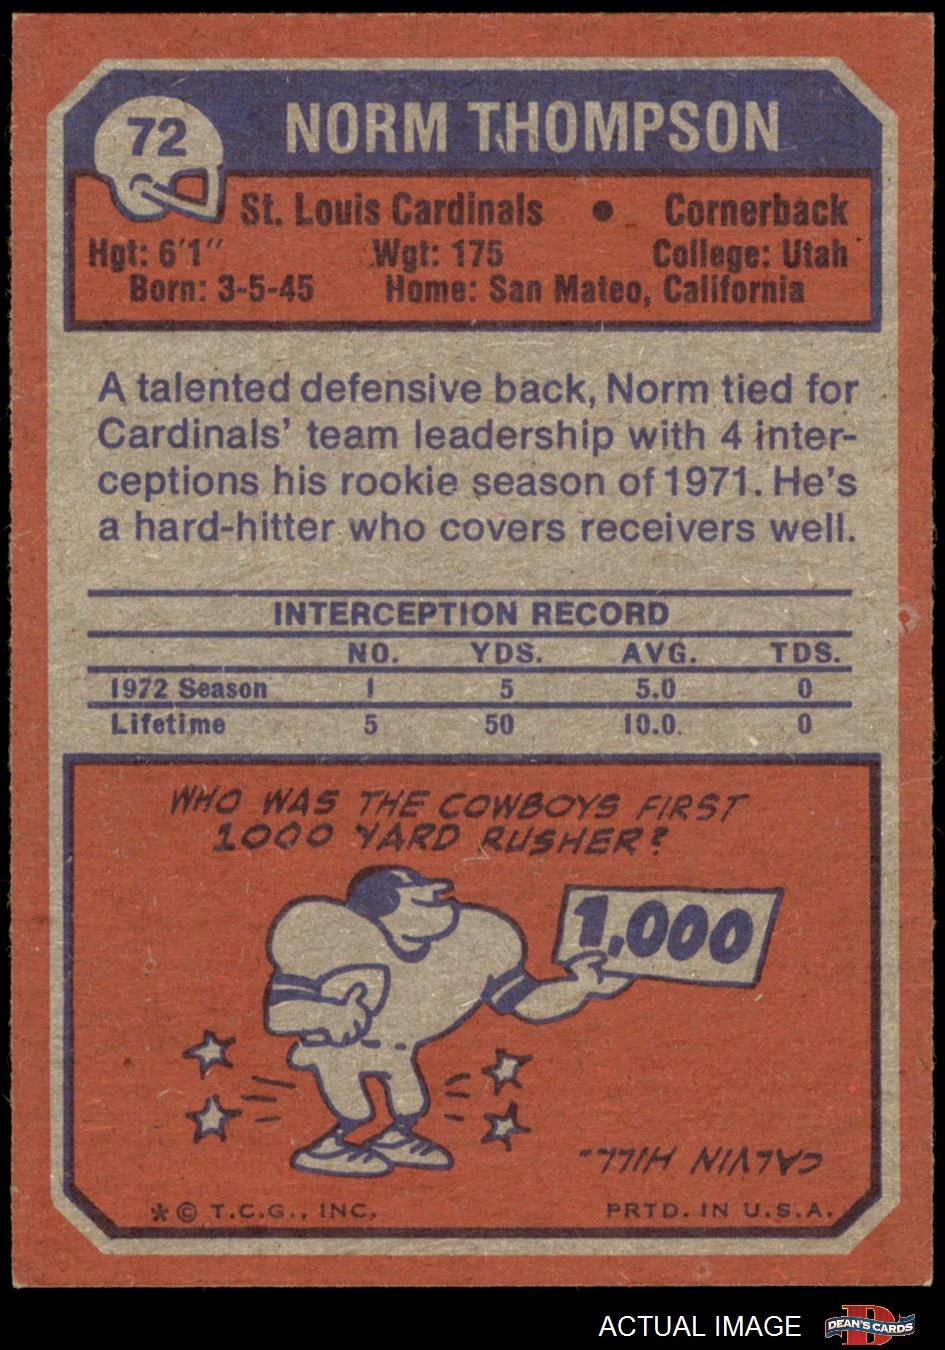 72
NORM THOMPSON
St. Louis Cardinals • Cornerback
Hgt: 6'1" Wgt: 175 College: Utah
Born: 3-5-45 Home: San Mateo, California
A talented defensive back, Norm tied for
Cardinals' team leadership with 4 inter-
ceptions his rookie season of 1971. He's
a hard-hitter who covers receivers well.
INTERCEPTION RECORD
NO. YDS. AVG. TDS.
1972 Season 1 5 5.0 0
Lifetime 5 50 10.0 0
WHO WAS THE COWBOYS FIRST
1000 YARD RUSHER?
1,000
CALVIN HILL.
* © T.C.G., INC. PRTD. IN U.S.A.
ACTUAL IMAGE DEAN'S CARDS